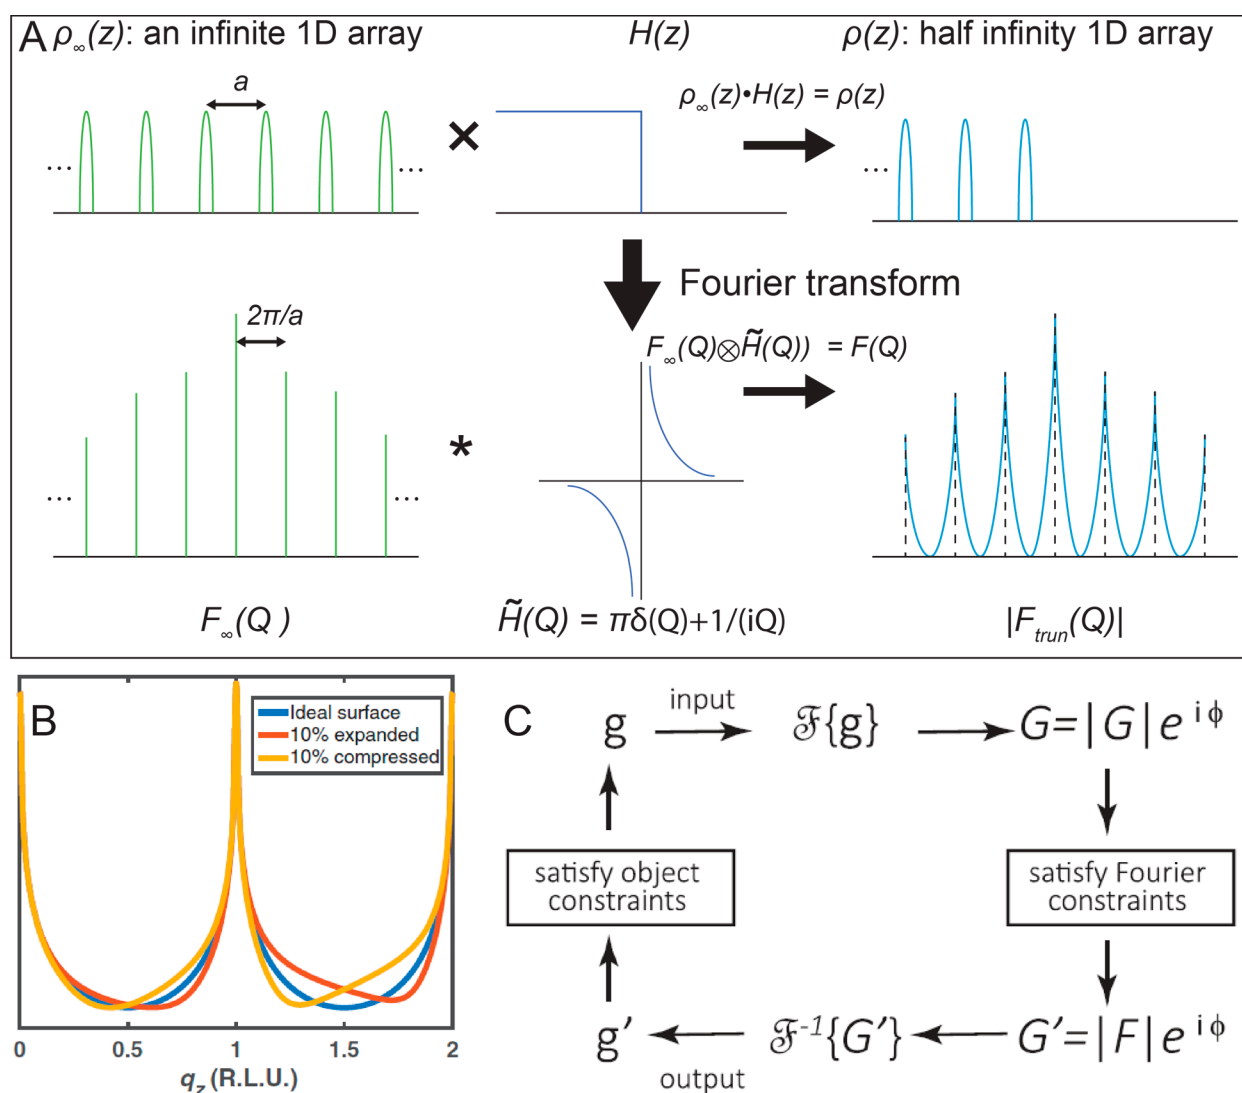 A ρ∞(z): an infinite 1D array
H(z)
ρ(z): half infinity 1D array
a
ρ∞(z)•H(z) = ρ(z)
×
... ...
...
Fourier transform
2π/a
F∞(Q)⊗H̃(Q)) = F(Q)
*
... ...
F∞(Q )
H̃(Q) = πδ(Q)+1/(iQ)
|Ftrun(Q)|
B
Ideal surface
10% expanded
10% compressed
0 0.5 1 1.5 2
qz (R.L.U.)
C
g input ℱ{g} G=|G|e iϕ
satisfy object
constraints
satisfy Fourier
constraints
g' output ℱ-1{G'} G'=|F|e iϕ